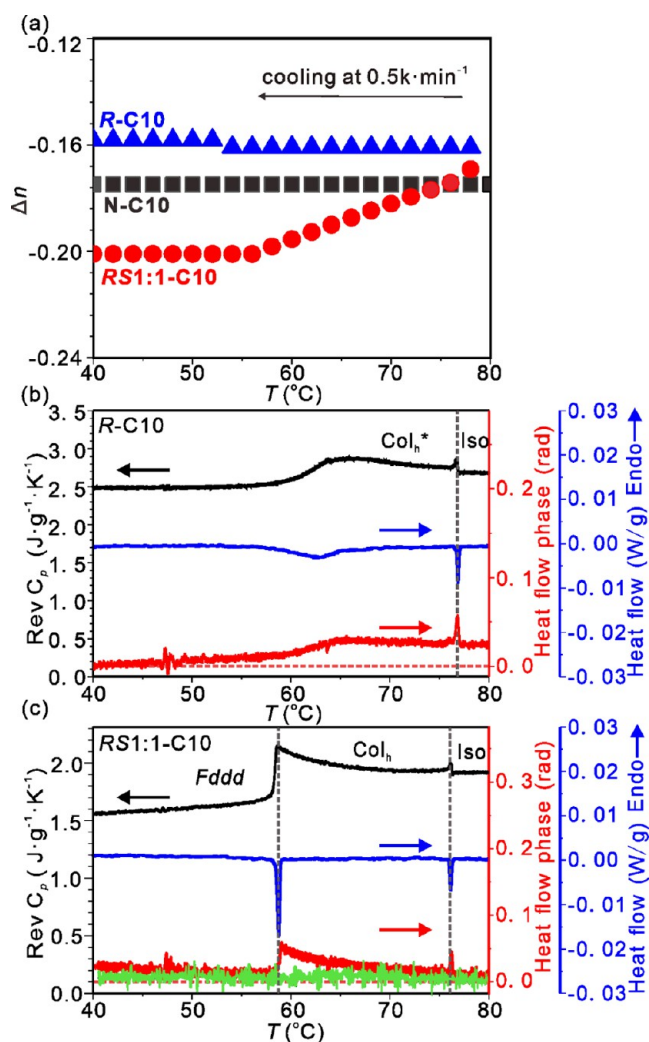 (a)
-0.12
-0.16
-0.20
-0.24
Δn
cooling at 0.5k·min⁻¹
R-C10
N-C10
RS1:1-C10
40 50 60 70 80
T (°C)
(b)
R-C10
Colₕ* Iso
3.5
3.0
2.5
2.0
1.5
1.0
0.5
0.0
Rev Cₚ (J·g⁻¹·K⁻¹)
0.2
0.1
0.0
Heat flow phase (rad)
0.03
0.02
0.01
0.00
-0.01
-0.02
-0.03
Heat flow (W/g) Endo→
40 50 60 70 80
T (°C)
(c)
RS1:1-C10
Fddd Colₕ Iso
2.0
1.5
1.0
0.5
0.0
Rev Cₚ (J·g⁻¹·K⁻¹)
0.3
0.2
0.1
0.0
Heat flow phase (rad)
0.03
0.02
0.01
0.00
-0.01
-0.02
-0.03
Heat flow (W/g) Endo→
40 50 60 70 80
T (°C)